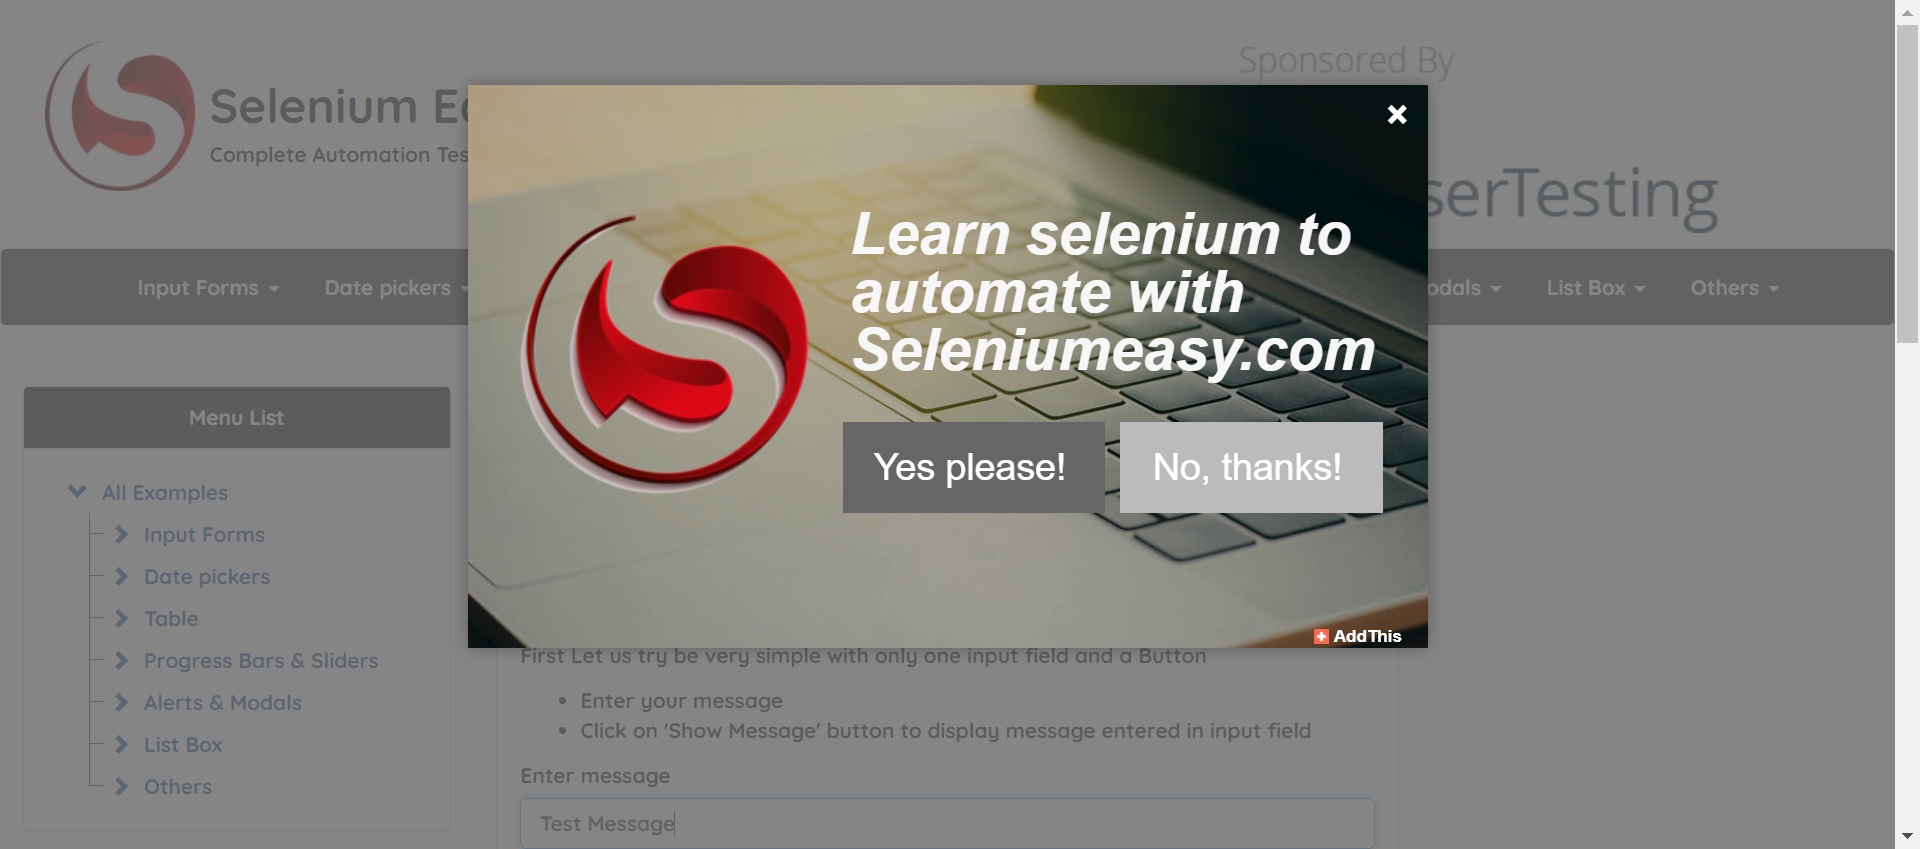 Sponsored By
Selenium
Complete Automation
serTesting
Input Forms
Date pickers
List Box
Others
Learn selenium to
automate with
Seleniumeasy.com
Yes please!
No, thanks!
AddThis
Menu List
All Examples
Input Forms
Date pickers
Table
Progress Bars & Sliders
Alerts & Modals
List Box
Others
First Let us try be very simple with only one input field and a Button
Enter your message
Click on 'Show Message' button to display message entered in input field
Enter message
Test Message